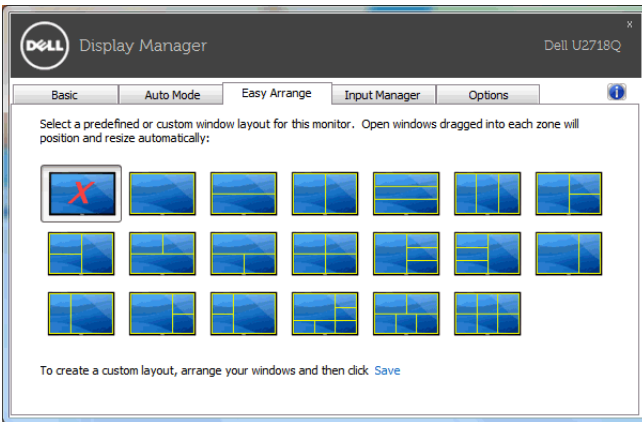 DELL
Display Manager
Dell U2718Q
x
Basic
Auto Mode
Easy Arrange
Input Manager
Options
i
Select a predefined or custom window layout for this monitor. Open windows dragged into each zone will
position and resize automatically:
X
To create a custom layout, arrange your windows and then click Save